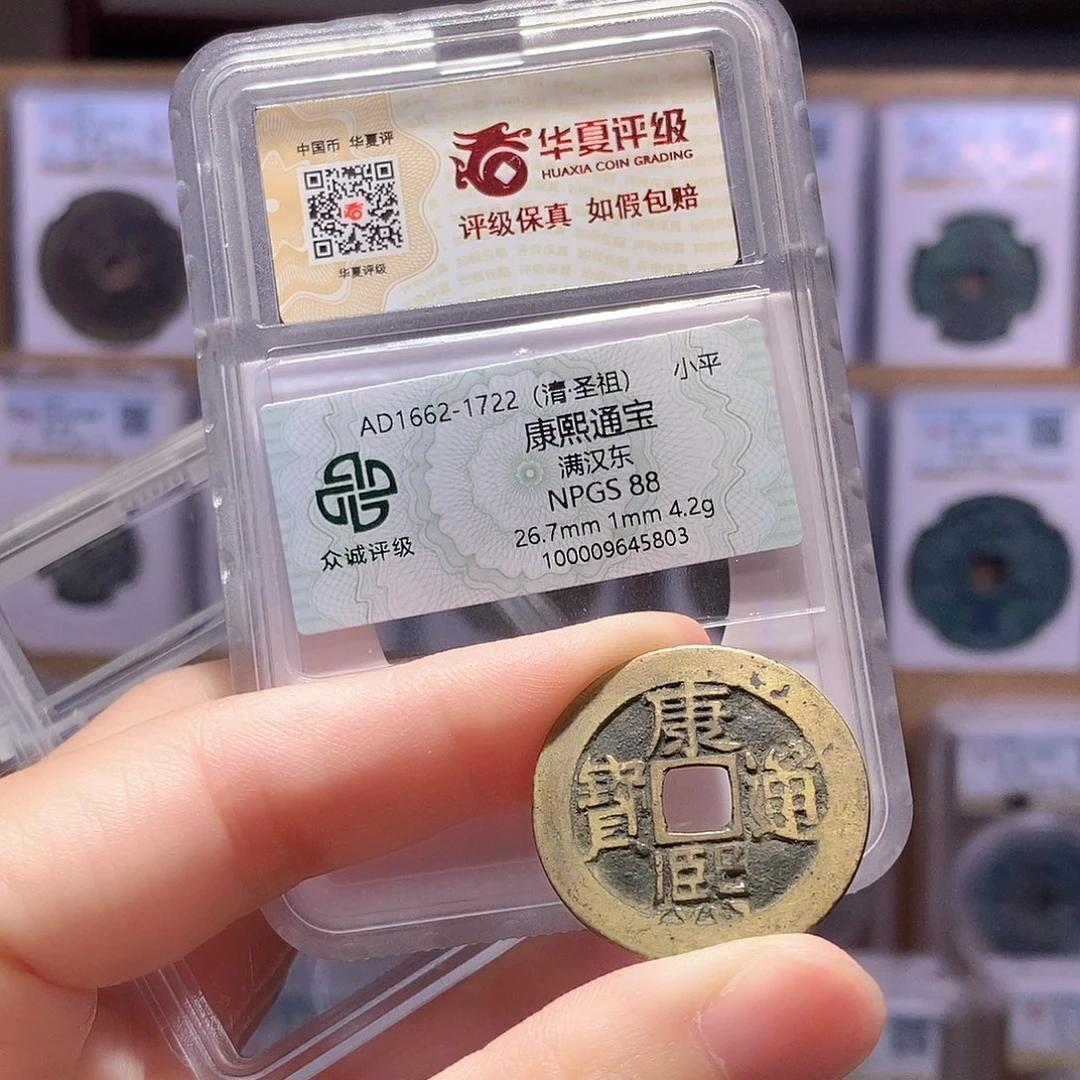 中国币 华夏评
华夏评级
华夏评级
HUAXIA COIN GRADING
评级保真 如假包赔
AD1662-1722（清·圣祖） 小平
康熙通宝
满汉东
NPGS 88
26.7mm 1mm 4.2g
100009645803
众诚评级
康熙通寳